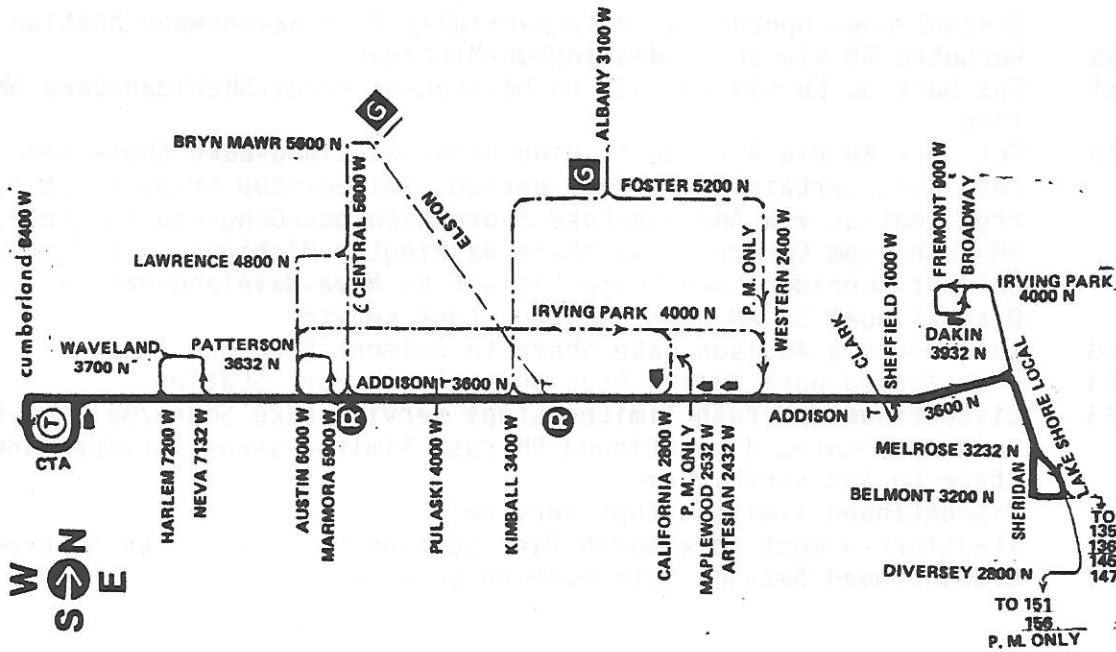 Cumberland 8400 W
CTA
T
W
S N
E
WAVELAND
3700 N
HARLEM 7200 W
NEVA 7132 W
PATTERSON
3632 N
LAWRENCE 4800 N
BRYN MAWR 5600 N
G
CENTRAL 5600 W
AUSTIN 6000 W
MARMORA 5900 W
R
ELSTON
ADDISON 3600 N
PULASKI 4000 W
KIMBALL 3400 W
IRVING PARK 4000 N
FOSTER 5200 N
ALBANY 3100 W
G
R
P.M. ONLY
WESTERN 2400 W
CALIFORNIA 2800 W
P.M. ONLY
MAPLEWOOD 2532 W
ARTESIAN 2432 W
ADDISON
CLARK
SHEFFIELD 1000 W
3600 N
FREMONT
BROADWAY
IRVING PARK
4000 N
DAKIN
3932 N
MELROSE 3232 N
BELMONT 3200 N
SHERIDAN
LAKE SHORE LOCAL
DIVERSEY 2800 N
TO 151
156
P.M. ONLY
TO
135
136
146
147